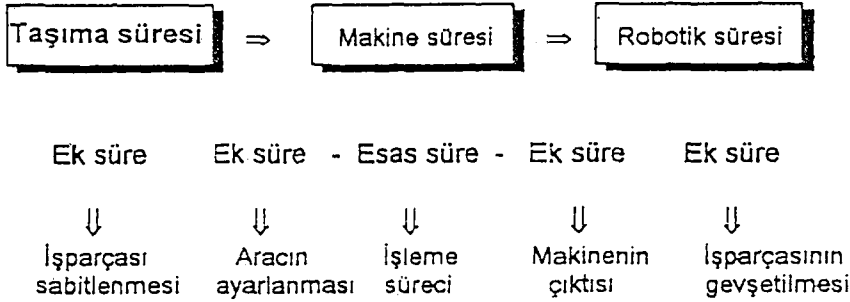 Taşıma süresi ⇒ Makine süresi ⇒ Robotik süresi
Ek süre Ek süre - Esas süre - Ek süre Ek süre
⇓ ⇓ ⇓ ⇓ ⇓
İşparçası Aracın İşleme Makinenin İşparçasının
sabitlenmesi ayarlanması süreci çıktısı gevşetilmesi